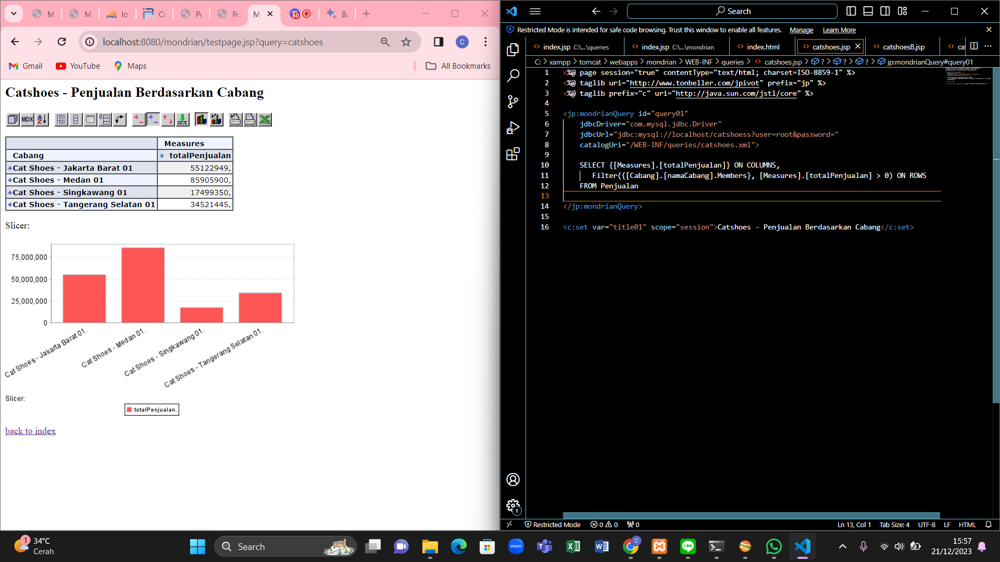 M
M
PMA
Io
Co
Po
Po
M
80
Ba
localhost:8080/mondrian/testpage.jsp?query=catshoes
C
Gmail
YouTube
Maps
All Bookmarks
Catshoes - Penjualan Berdasarkan Cabang
MDX
Measures
Cabang
totalPenjualan
Cat Shoes - Jakarta Barat 01
55122949,
Cat Shoes - Medan 01
85905900,
Cat Shoes - Singkawang 01
17499350,
Cat Shoes - Tangerang Selatan 01
34521445,
Slicer:
75,000,000
50,000,000
25,000,000
0
Cat Shoes - Jakarta Barat 01.
Cat Shoes - Medan 01.
Cat Shoes - Singkawang 01.
Cat Shoes - Tangerang Selatan 01.
Slicer:
totalPenjualan.
back to index
Search
Restricted Mode is intended for safe code browsing. Trust this window to enable all features. Manage Learn More
index.jsp C:\...\queries
index.jsp C:\...\mondrian
index.html
catshoes.jsp
catshoesB.jsp
cat
C: > xampp > tomcat > webapps > mondrian > WEB-INF > queries > catshoes.jsp > ? > ? > ? > jp:mondrianQuery#query01
1 <%@ page session="true" contentType="text/html; charset=ISO-8859-1" %>
2 <%@ taglib uri="http://www.tonbeller.com/jpivot" prefix="jp" %>
3 <%@ taglib prefix="c" uri="http://java.sun.com/jstl/core" %>
4
5 <jp:mondrianQuery id="query01"
6 jdbcDriver="com.mysql.jdbc.Driver"
7 jdbcUrl="jdbc:mysql://localhost/catshoess?user=root&password="
8 catalogUri="/WEB-INF/queries/catshoes.xml">
9
10 SELECT {[Measures].[totalPenjualan]} ON COLUMNS,
11 Filter({[Cabang].[namaCabang].Members}, [Measures].[totalPenjualan] > 0) ON ROWS
12 FROM Penjualan
13
14 </jp:mondrianQuery>
15
16 <c:set var="title01" scope="session">Catshoes - Penjualan Berdasarkan Cabang</c:set>
1
Restricted Mode
0
0
0
Ln 13, Col 1
Tab Size: 4
UTF-8
LF
HTML
1
34°C
Cerah
Search
zoom
C
LINE
15:57
21/12/2023